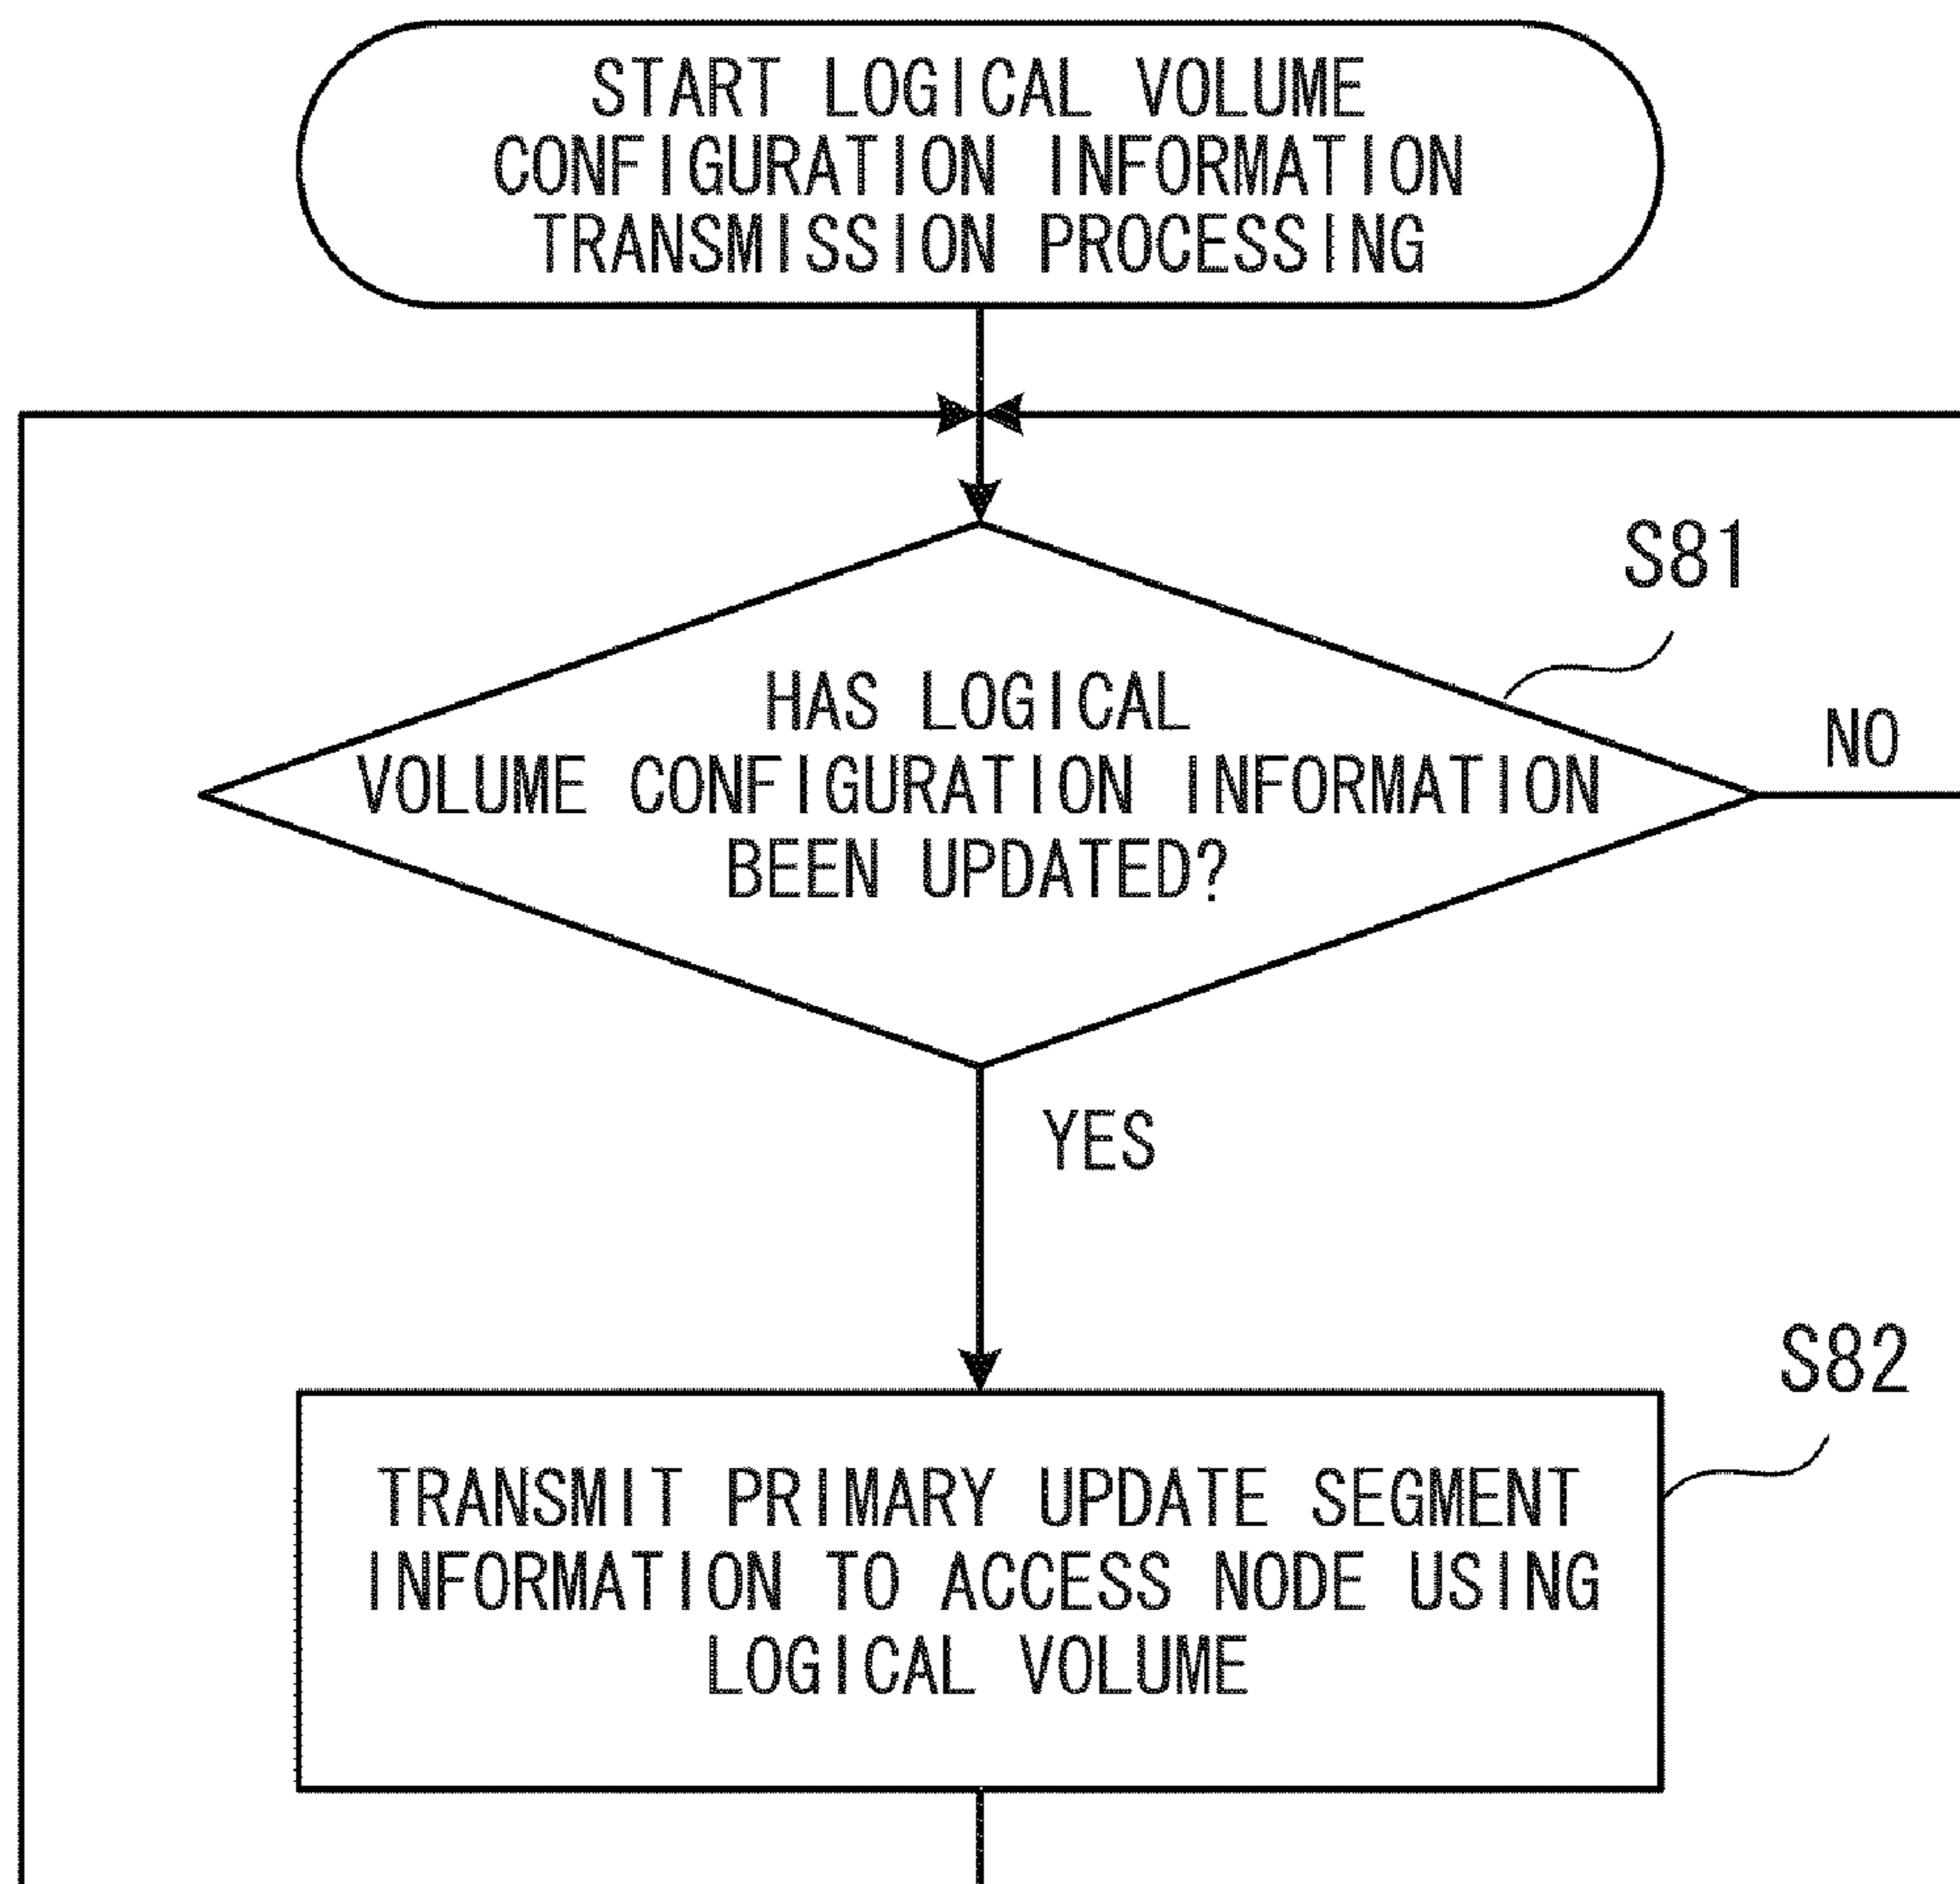 START LOGICAL VOLUME
CONFIGURATION INFORMATION
TRANSMISSION PROCESSING
S81
HAS LOGICAL
VOLUME CONFIGURATION INFORMATION
BEEN UPDATED?
NO
YES
S82
TRANSMIT PRIMARY UPDATE SEGMENT
INFORMATION TO ACCESS NODE USING
LOGICAL VOLUME